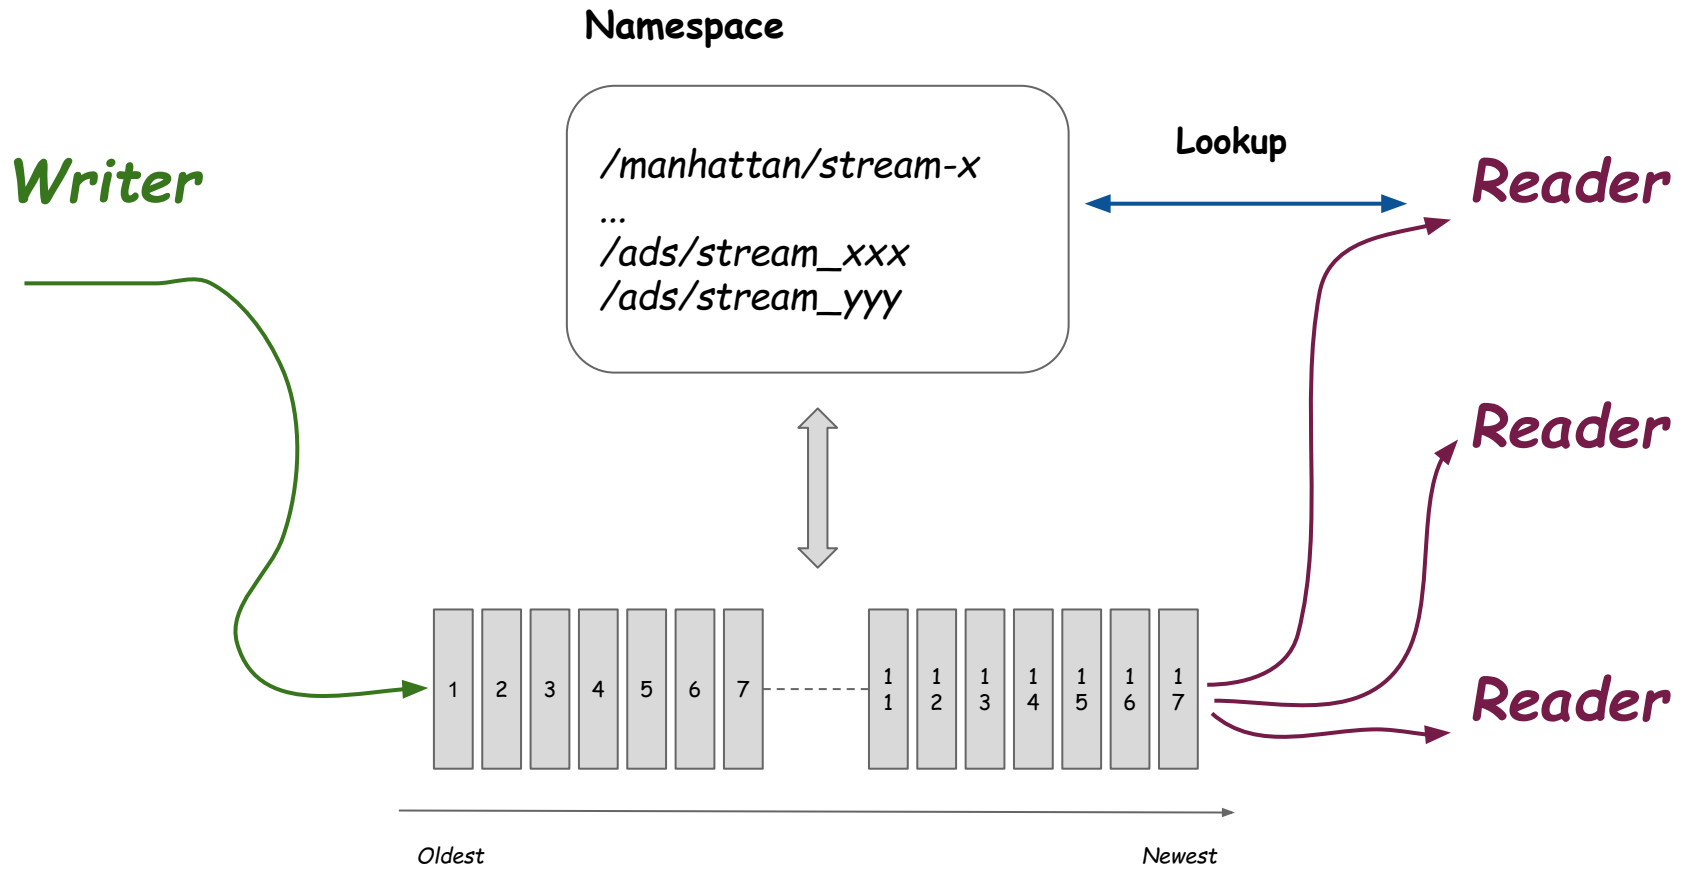 Namespace
/manhattan/stream-x
...
/ads/stream_xxx
/ads/stream_yyy
Lookup
Writer
Reader
Reader
Reader
1 2 3 4 5 6 7 11 12 13 14 15 16 17
Oldest
Newest